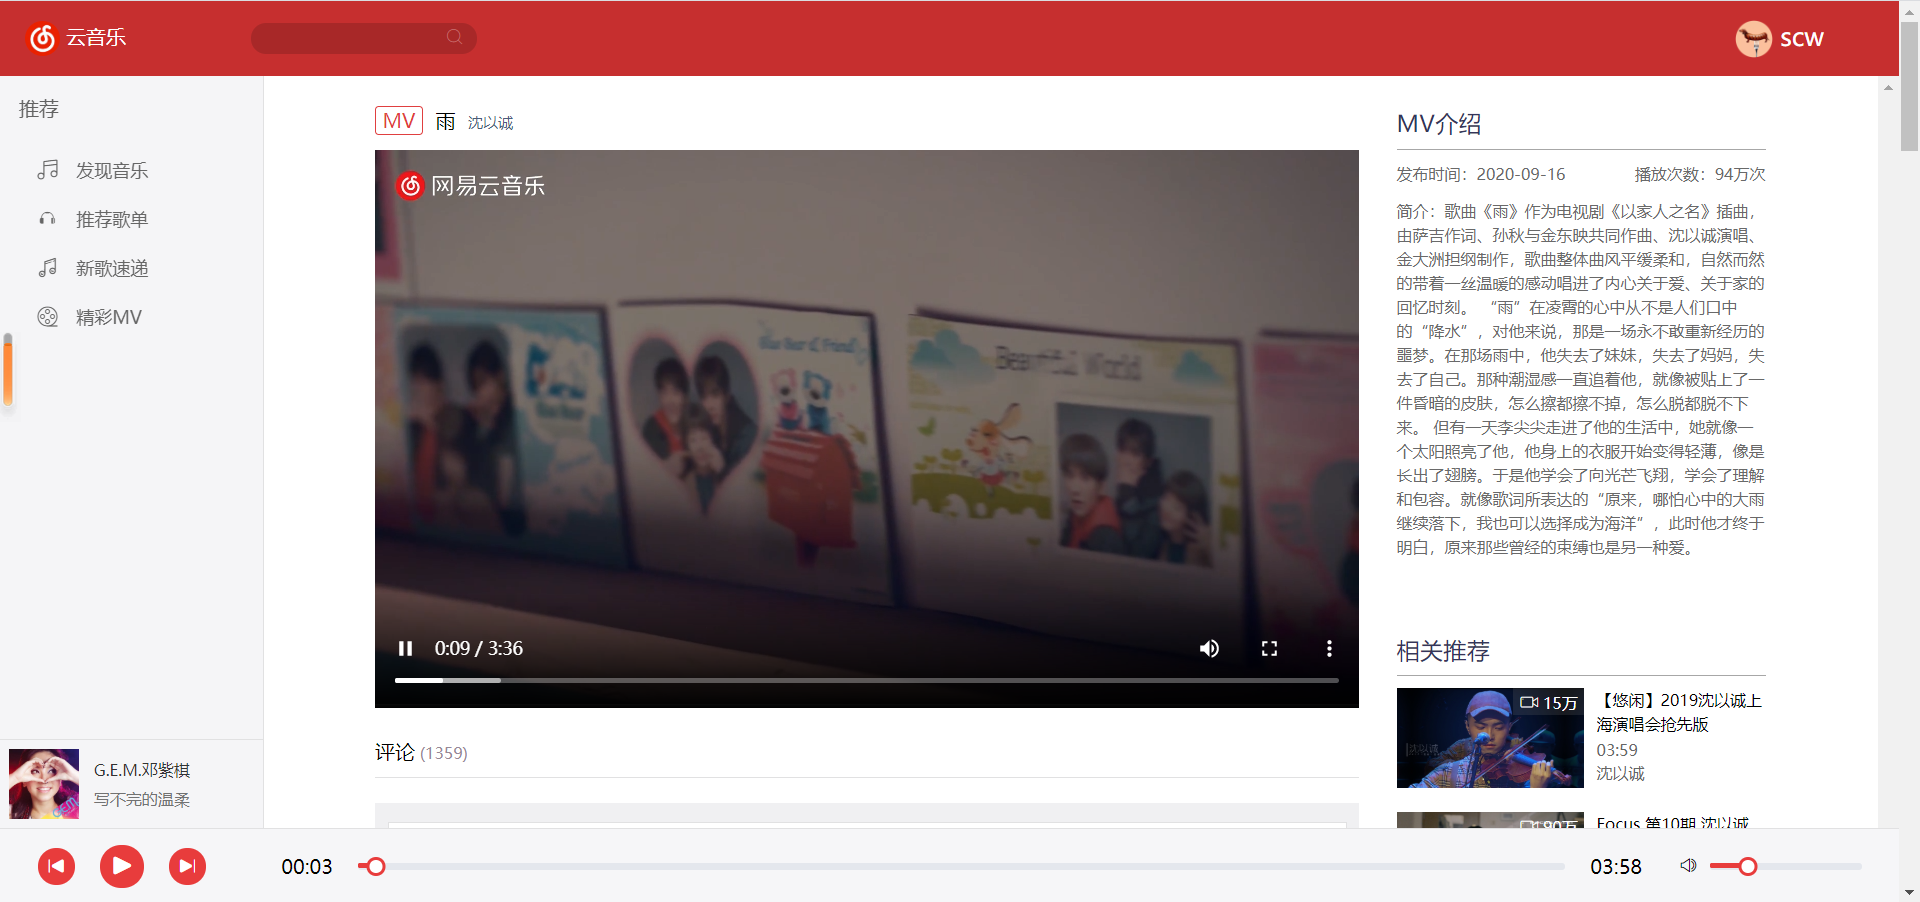 云音乐
SCW
推荐
发现音乐
推荐歌单
新歌速递
精彩MV
MV 雨 沈以诚
网易云音乐
Beautiful World
0:09 / 3:36
评论 (1359)
MV介绍
发布时间：2020-09-16 播放次数：94万次
简介：歌曲《雨》作为电视剧《以家人之名》插曲，
由萨吉作词、孙秋与金东映共同作曲、沈以诚演唱、
金大洲担纲制作，歌曲整体曲风平缓柔和，自然而然
的带着一丝温暖的感动唱进了内心关于爱、关于家的
回忆时刻。 “雨”在凌霄的心中从不是人们口中
的“降水”，对他来说，那是一场永不敢重新经历的
噩梦。在那场雨中，他失去了妹妹，失去了妈妈，失
去了自己。那种潮湿感一直追着他，就像被贴上了一
件昏暗的皮肤，怎么擦都擦不掉，怎么脱都脱不下
来。 但有一天李尖尖走进了他的生活中，她就像一
个太阳照亮了他，他身上的衣服开始变得轻薄，像是
长出了翅膀。于是他学会了向光芒飞翔，学会了理解
和包容。就像歌词所表达的“原来，哪怕心中的大雨
继续落下，我也可以选择成为海洋”，此时他才终于
明白，原来那些曾经的束缚也是另一种爱。
相关推荐
15万
沈以诚
【悠闲】2019沈以诚上
海演唱会抢先版
03:59
沈以诚
190万
Focus 第10期 沈以诚
G.E.M.邓紫棋
写不完的温柔
GEM
00:03
03:58